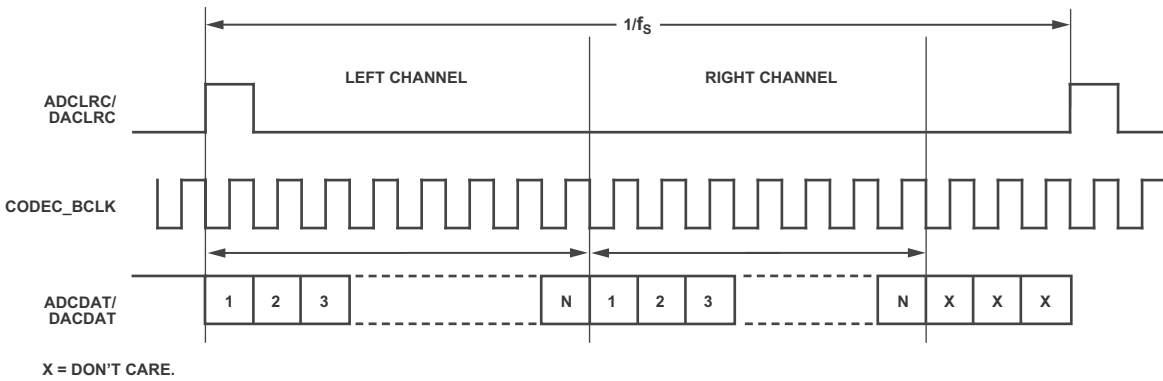 1/fS
LEFT CHANNEL
RIGHT CHANNEL
ADCLRC/
DACLRC
CODEC_BCLK
ADCDAT/
DACDAT
1 2 3 N 1 2 3 N X X X
X = DON'T CARE.